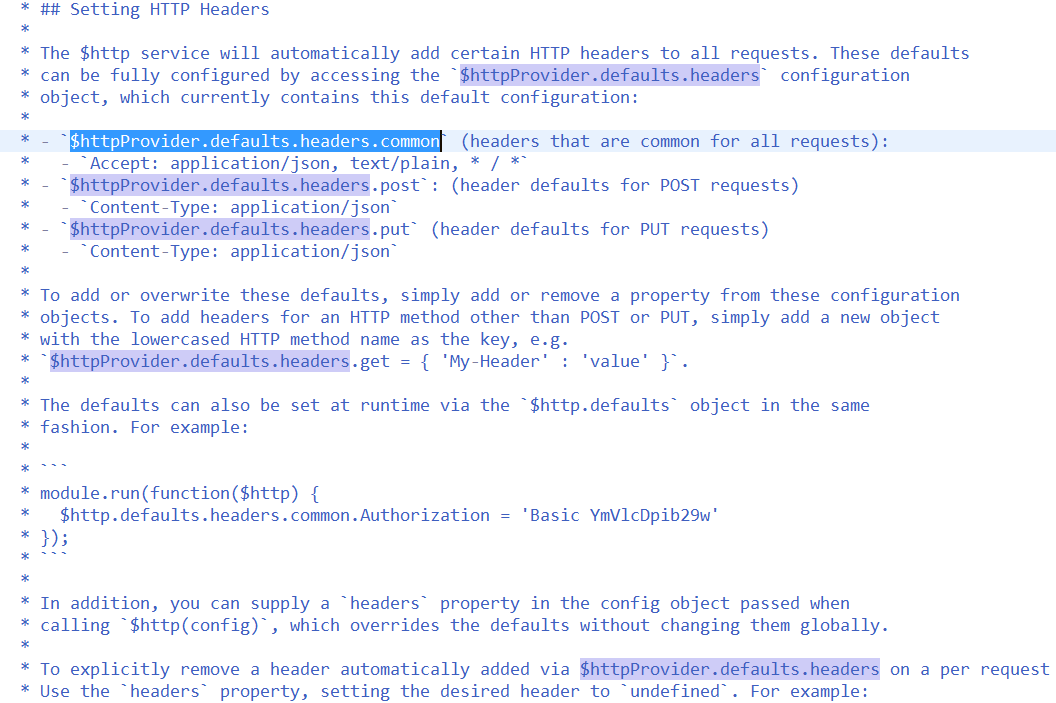 * ## Setting HTTP Headers
*
* The $http service will automatically add certain HTTP headers to all requests. These defaults
* can be fully configured by accessing the `$httpProvider.defaults.headers` configuration
* object, which currently contains this default configuration:
*
* - `$httpProvider.defaults.headers.common` (headers that are common for all requests):
*   - `Accept: application/json, text/plain, * / *`
* - `$httpProvider.defaults.headers.post`: (header defaults for POST requests)
*   - `Content-Type: application/json`
* - `$httpProvider.defaults.headers.put` (header defaults for PUT requests)
*   - `Content-Type: application/json`
*
* To add or overwrite these defaults, simply add or remove a property from these configuration
* objects. To add headers for an HTTP method other than POST or PUT, simply add a new object
* with the lowercased HTTP method name as the key, e.g.
* `$httpProvider.defaults.headers.get = { 'My-Header' : 'value' }`.
*
* The defaults can also be set at runtime via the `$http.defaults` object in the same
* fashion. For example:
*
* ```
* module.run(function($http) {
*   $http.defaults.headers.common.Authorization = 'Basic YmVlcDpib29w'
* });
* ```
*
* In addition, you can supply a `headers` property in the config object passed when
* calling `$http(config)`, which overrides the defaults without changing them globally.
*
* To explicitly remove a header automatically added via $httpProvider.defaults.headers on a per request
* Use the `headers` property, setting the desired header to `undefined`. For example: